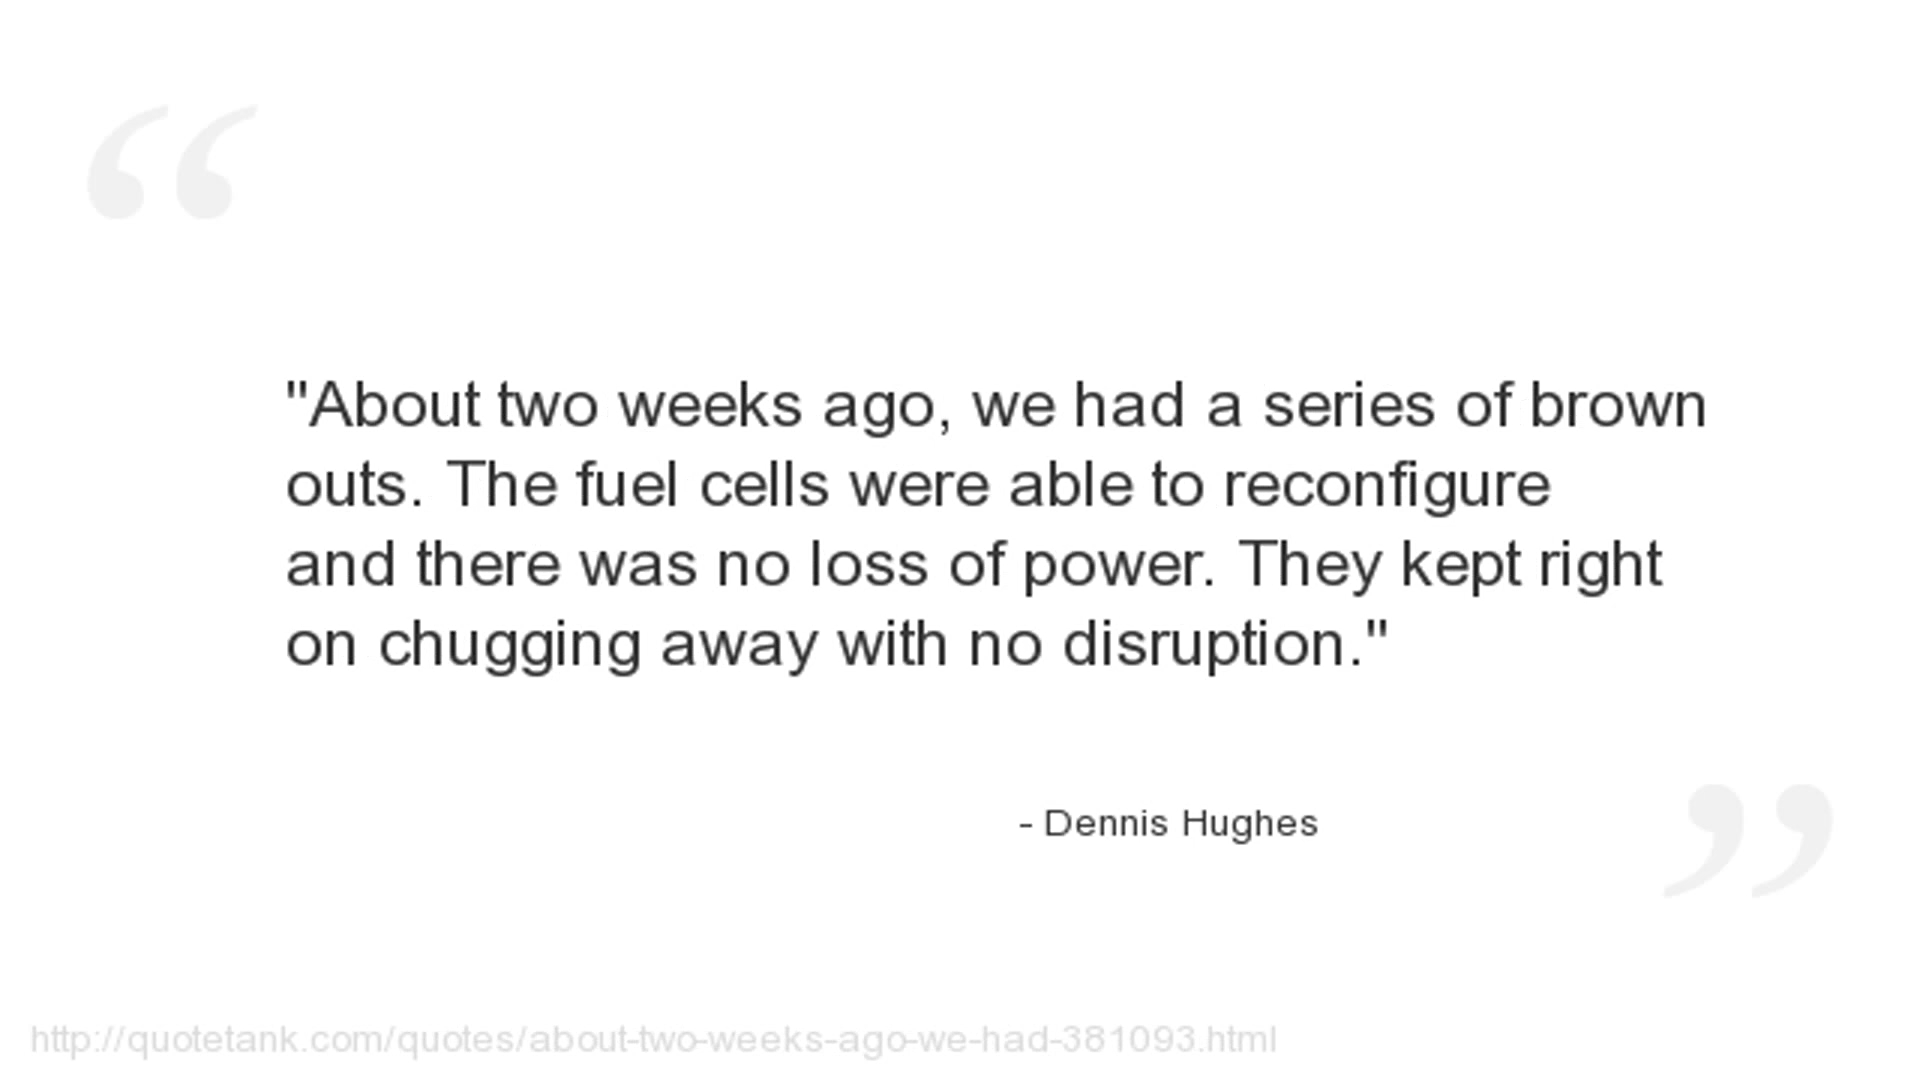 "About two weeks ago, we had a series of brown
outs. The fuel cells were able to reconfigure
and there was no loss of power. They kept right
on chugging away with no disruption."
- Dennis Hughes
http://quotetank.com/quotes/about-two-weeks-ago-we-had-381093.html